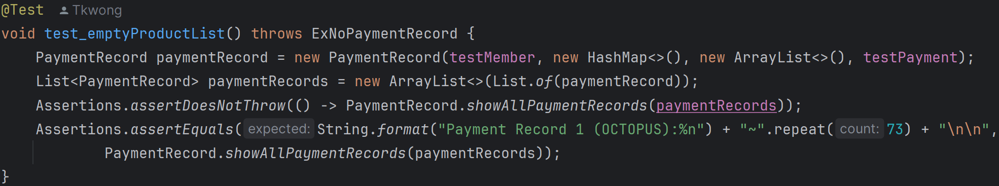 @Test Tkwong
void test_emptyProductList() throws ExNoPaymentRecord {
PaymentRecord paymentRecord = new PaymentRecord(testMember, new HashMap<>(), new ArrayList<>(), testPayment);
List<PaymentRecord> paymentRecords = new ArrayList<>(List.of(paymentRecord));
Assertions.assertDoesNotThrow(() -> PaymentRecord.showAllPaymentRecords(paymentRecords));
Assertions.assertEquals( expected: String.format("Payment Record 1 (OCTOPUS):%n") + "~".repeat( count: 73) + "\n\n",
PaymentRecord.showAllPaymentRecords(paymentRecords));
}